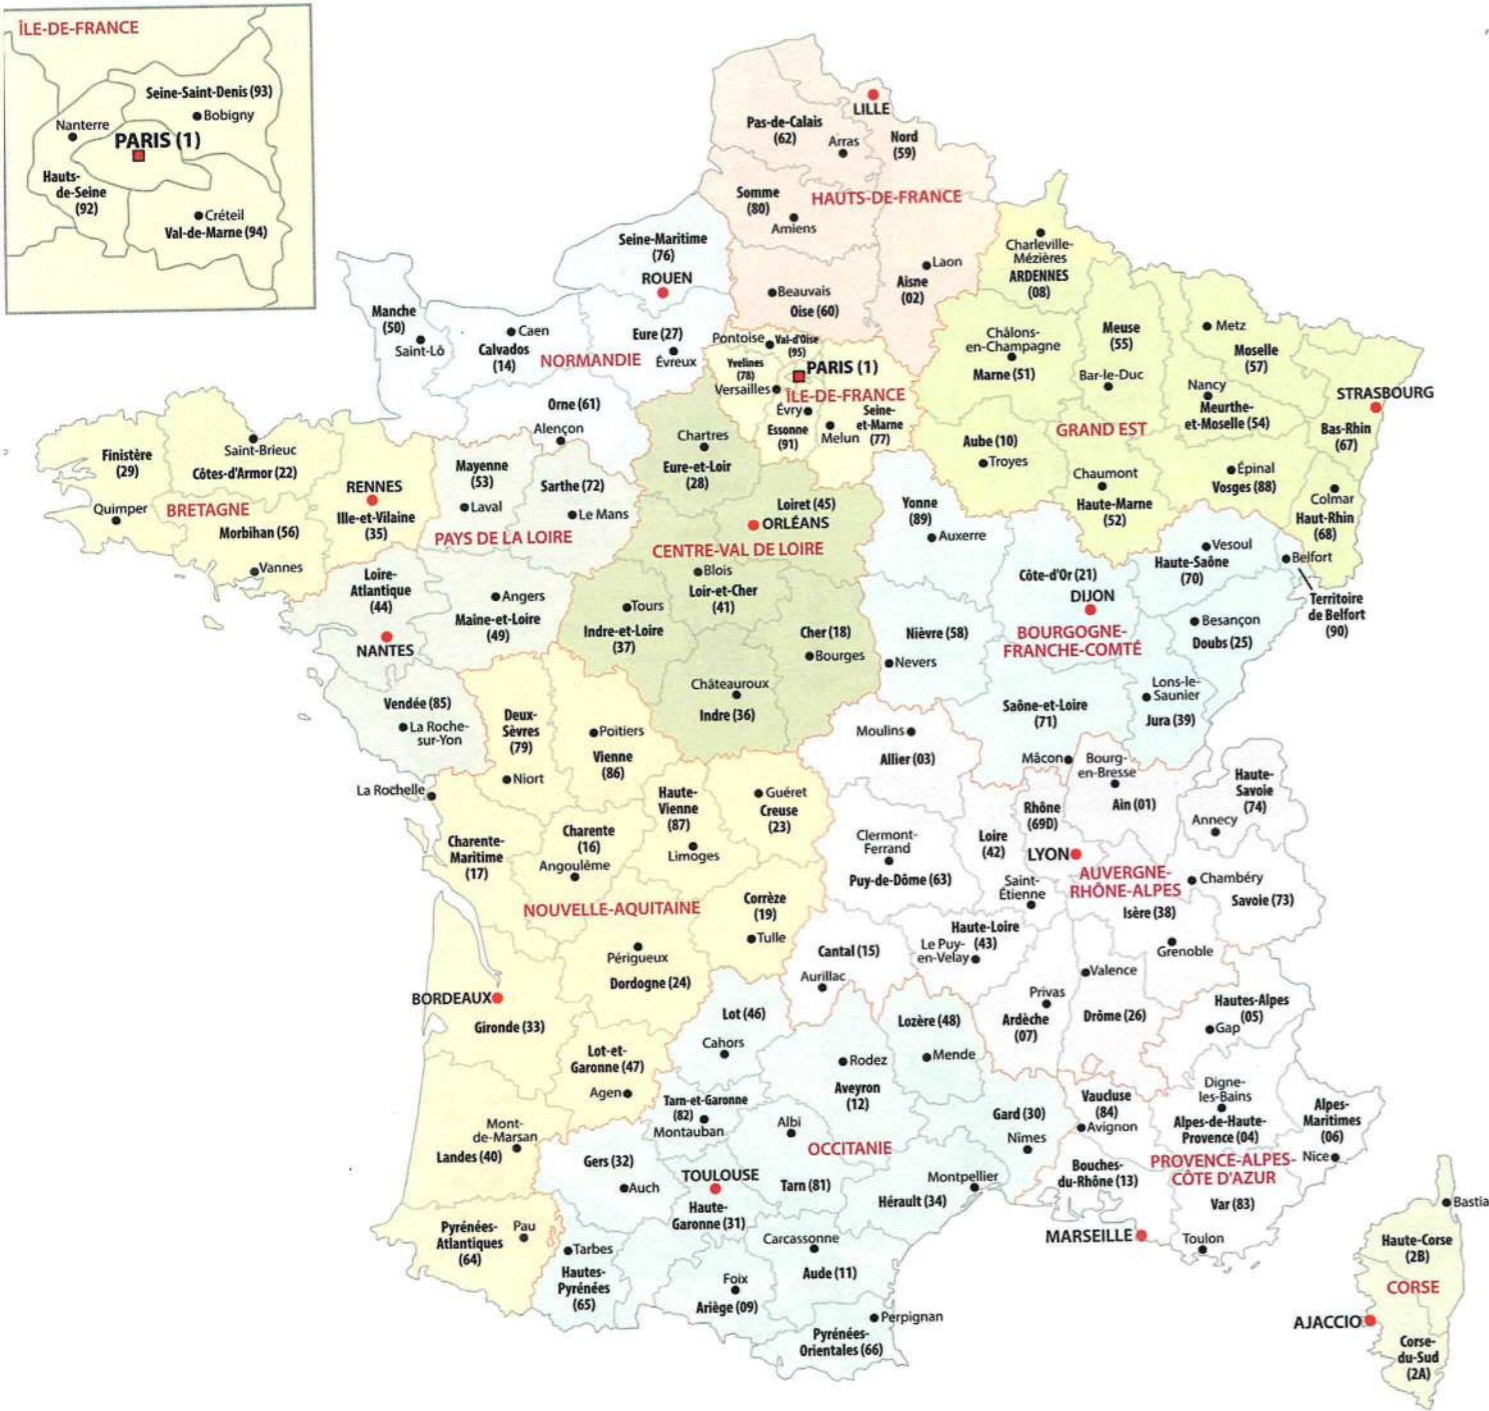 ÎLE-DE-FRANCE
Seine-Saint-Denis (93)
Bobigny
Nanterre
PARIS (1)
Hauts-
de-Seine
(92)
Créteil
Val-de-Marne (94)
LILLE
Pas-de-Calais
(62)
Arras
Nord
(59)
HAUTS-DE-FRANCE
Somme
(80)
Amiens
Laon
Aisne
(02)
Beauvais
Oise (60)
Seine-Maritime
(76)
ROUEN
Manche
(50)
Saint-Lô
Caen
Calvados
(14)
NORMANDIE
Eure (27)
Évreux
Orne (61)
Alençon
Pontoise
Val-d'Oise
(95)
Yvelines
(78)
Versailles
PARIS (1)
ÎLE-DE-FRANCE
Évry
Essonne
(91)
Melun
Seine-
et-Marne
(77)
Charleville-
Mézières
ARDENNES
(08)
Châlons-
en-Champagne
Marne (51)
Meuse
(55)
Bar-le-Duc
Metz
Moselle
(57)
Nancy
Meurthe-
et-Moselle (54)
STRASBOURG
Bas-Rhin
(67)
GRAND EST
Aube (10)
Troyes
Chaumont
Haute-Marne
(52)
Épinal
Vosges (88)
Colmar
Haut-Rhin
(68)
Finistère
(29)
Quimper
Saint-Brieuc
Côtes-d'Armor (22)
BRETAGNE
Morbihan (56)
Vannes
RENNES
Ille-et-Vilaine
(35)
Mayenne
(53)
Laval
Sarthe (72)
Le Mans
PAYS DE LA LOIRE
Loire-
Atlantique
(44)
NANTES
Angers
Maine-et-Loire
(49)
Vendée (85)
La Roche-
sur-Yon
Chartres
Eure-et-Loir
(28)
Loiret (45)
ORLÉANS
CENTRE-VAL DE LOIRE
Blois
Loir-et-Cher
(41)
Tours
Indre-et-Loire
(37)
Cher (18)
Bourges
Châteauroux
Indre (36)
Yonne
(89)
Auxerre
Côte-d'Or (21)
DIJON
Vesoul
Haute-Saône
(70)
Belfort
Territoire
de Belfort
(90)
BOURGOGNE-
FRANCHE-COMTÉ
Besançon
Doubs (25)
Nièvre (58)
Nevers
Saône-et-Loire
(71)
Mâcon
Lons-le-
Saunier
Jura (39)
Deux-
Sèvres
(79)
Niort
Poitiers
Vienne
(86)
La Rochelle
Charente-
Maritime
(17)
Charente
(16)
Angoulême
Haute-
Vienne
(87)
Limoges
Guéret
Creuse
(23)
NOUVELLE-AQUITAINE
Corrèze
(19)
Tulle
Périgueux
Dordogne (24)
BORDEAUX
Gironde (33)
Lot-et-
Garonne (47)
Agen
Mont-
de-Marsan
Landes (40)
Pyrénées-
Atlantiques
(64)
Pau
Moulins
Allier (03)
Bourg-
en-Bresse
Ain (01)
Haute-
Savoie
(74)
Annecy
Clermont-
Ferrand
Puy-de-Dôme (63)
Loire
(42)
Rhône
(69D)
LYON
Saint-
Étienne
AUVERGNE-
RHÔNE-ALPES
Chambéry
Savoie (73)
Isère (38)
Grenoble
Haute-Loire
(43)
Le Puy-
en-Velay
Cantal (15)
Aurillac
Privas
Ardèche
(07)
Valence
Drôme (26)
Hautes-Alpes
(05)
Gap
Lot (46)
Cahors
Lozère (48)
Mende
Rodez
Aveyron
(12)
Tarn-et-Garonne
(82)
Montauban
Albi
OCCITANIE
Tarn (81)
Gers (32)
Auch
TOULOUSE
Haute-
Garonne (31)
Gard (30)
Nîmes
Montpellier
Hérault (34)
Tarbes
Hautes-
Pyrénées
(65)
Foix
Ariège (09)
Carcassonne
Aude (11)
Perpignan
Pyrénées-
Orientales (66)
Vaucluse
(84)
Avignon
Digne-
les-Bains
Alpes-de-Haute-
Provence (04)
Alpes-
Maritimes
(06)
Nice
PROVENCE-ALPES-
CÔTE D'AZUR
Bouches-
du-Rhône (13)
MARSEILLE
Var (83)
Toulon
Bastia
Haute-Corse
(2B)
CORSE
AJACCIO
Corse-
du-Sud
(2A)